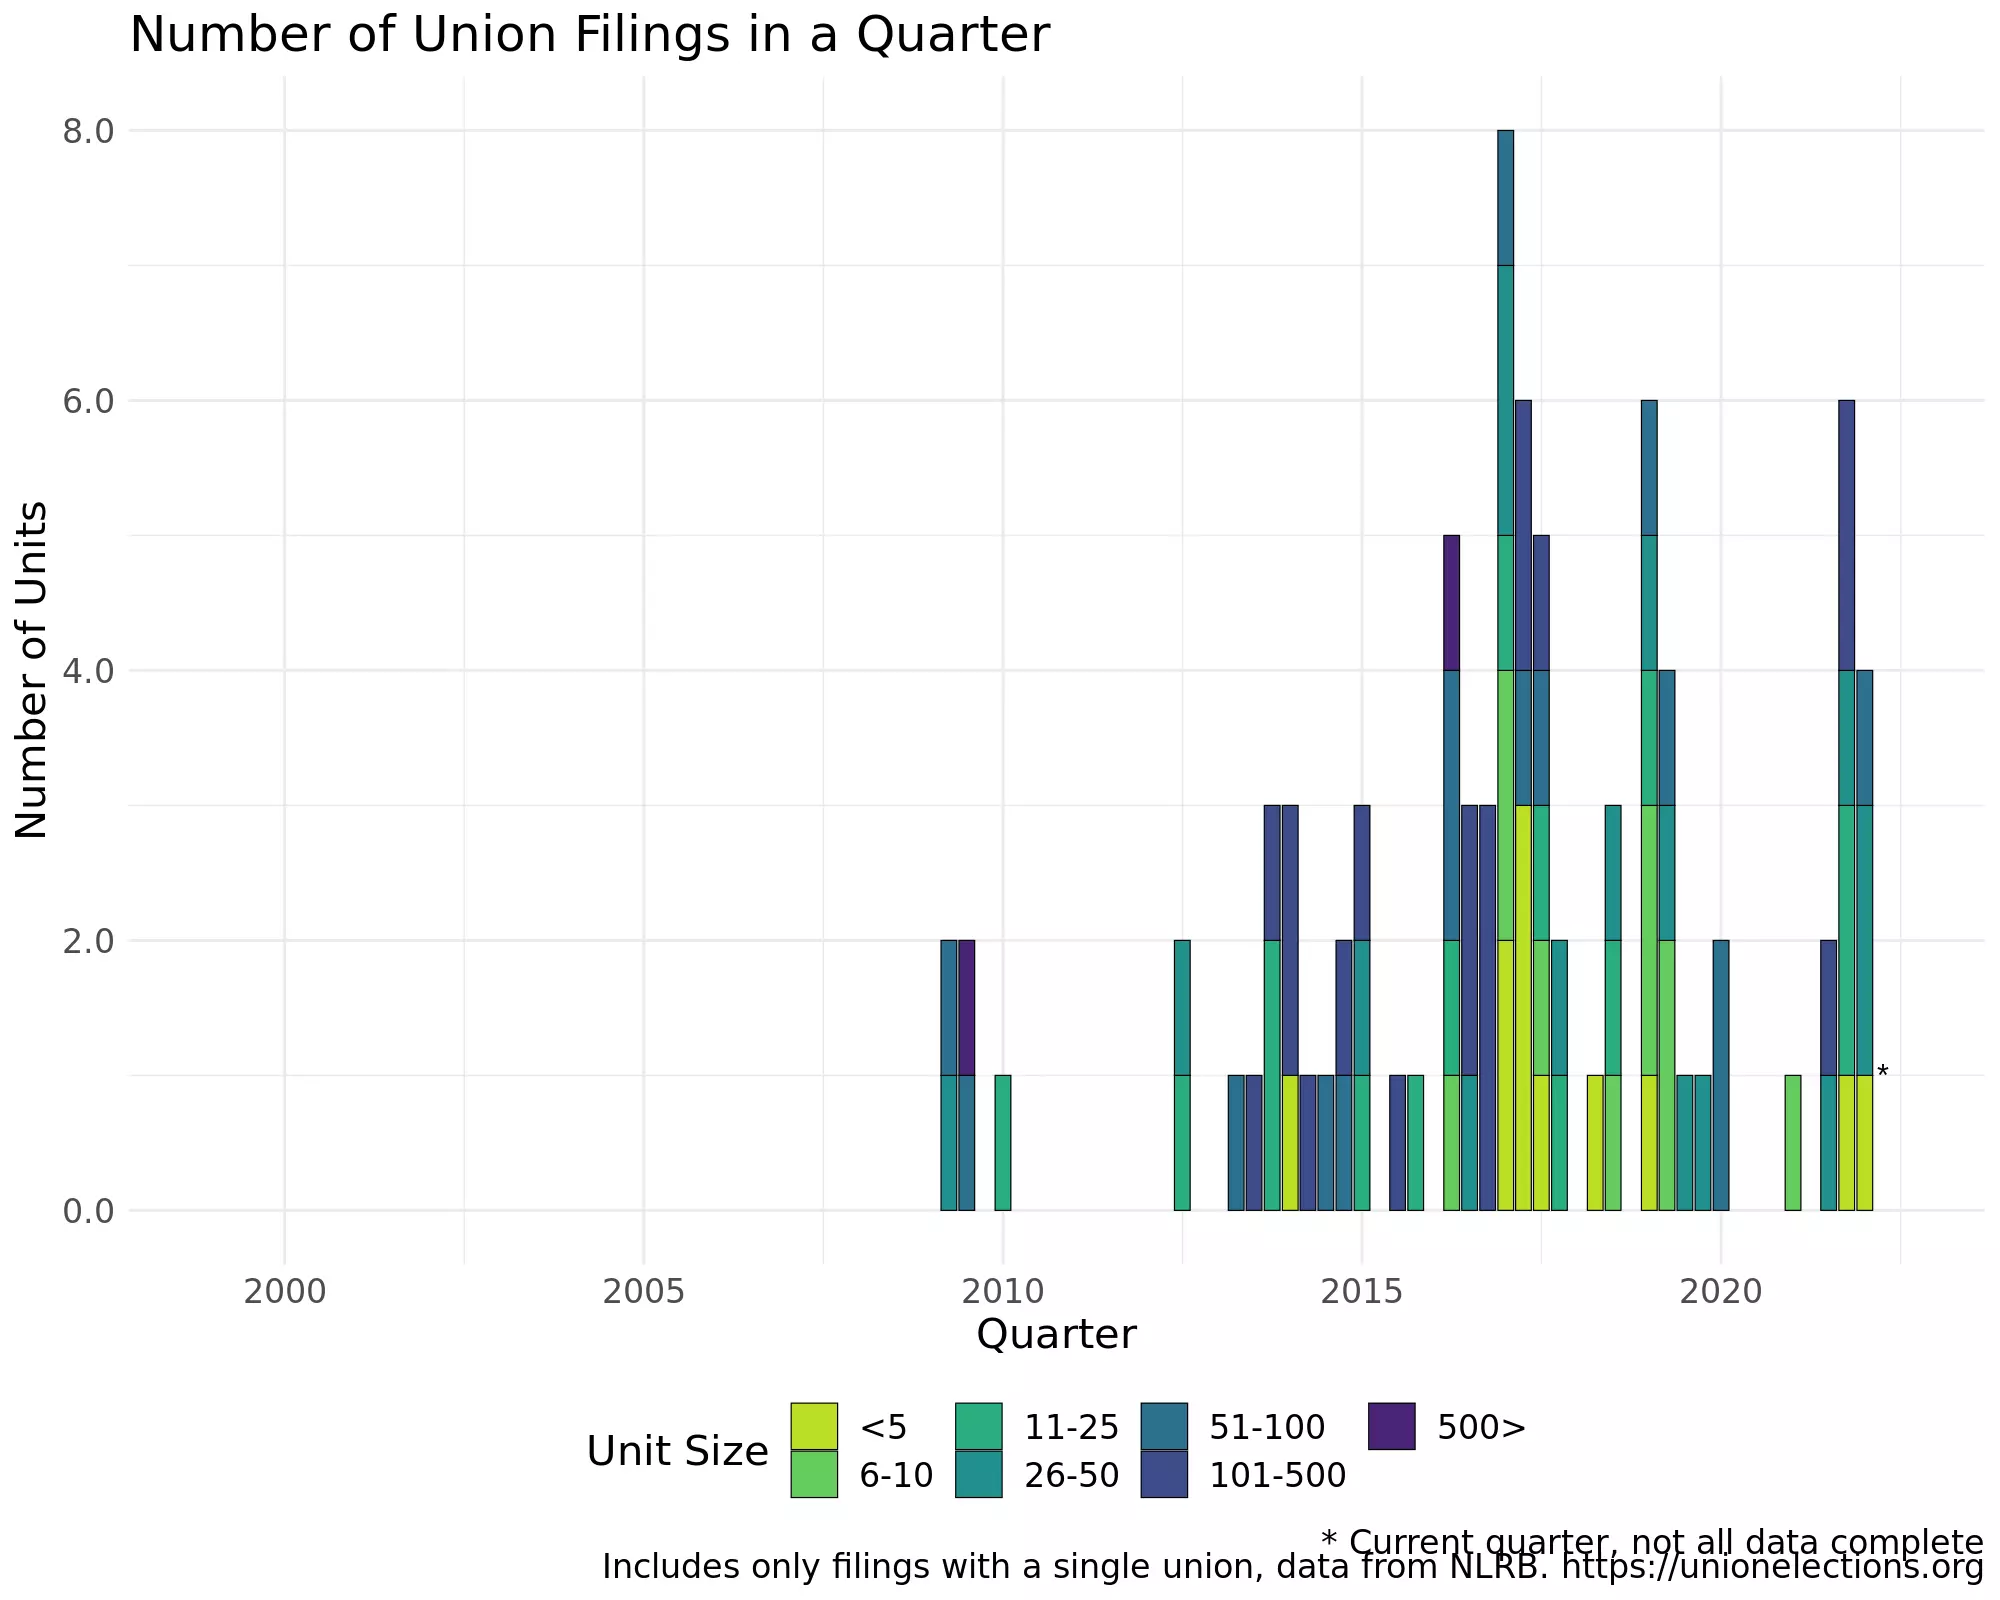 Number of Union Filings in a Quarter
8.0
6.0
4.0
2.0
0.0
Number of Units
*
2000 2005 2010 2015 2020
Quarter
Unit Size
<5 11-25 51-100 500>
6-10 26-50 101-500
* Current quarter, not all data complete
Includes only filings with a single union, data from NLRB. https://unionelections.org